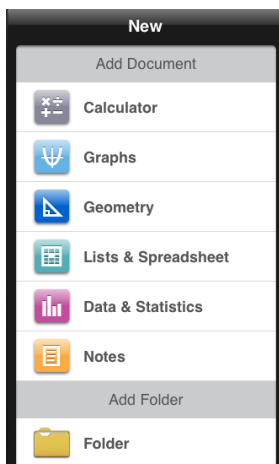 New
Add Document
Calculator
Graphs
Geometry
Lists & Spreadsheet
Data & Statistics
Notes
Add Folder
Folder